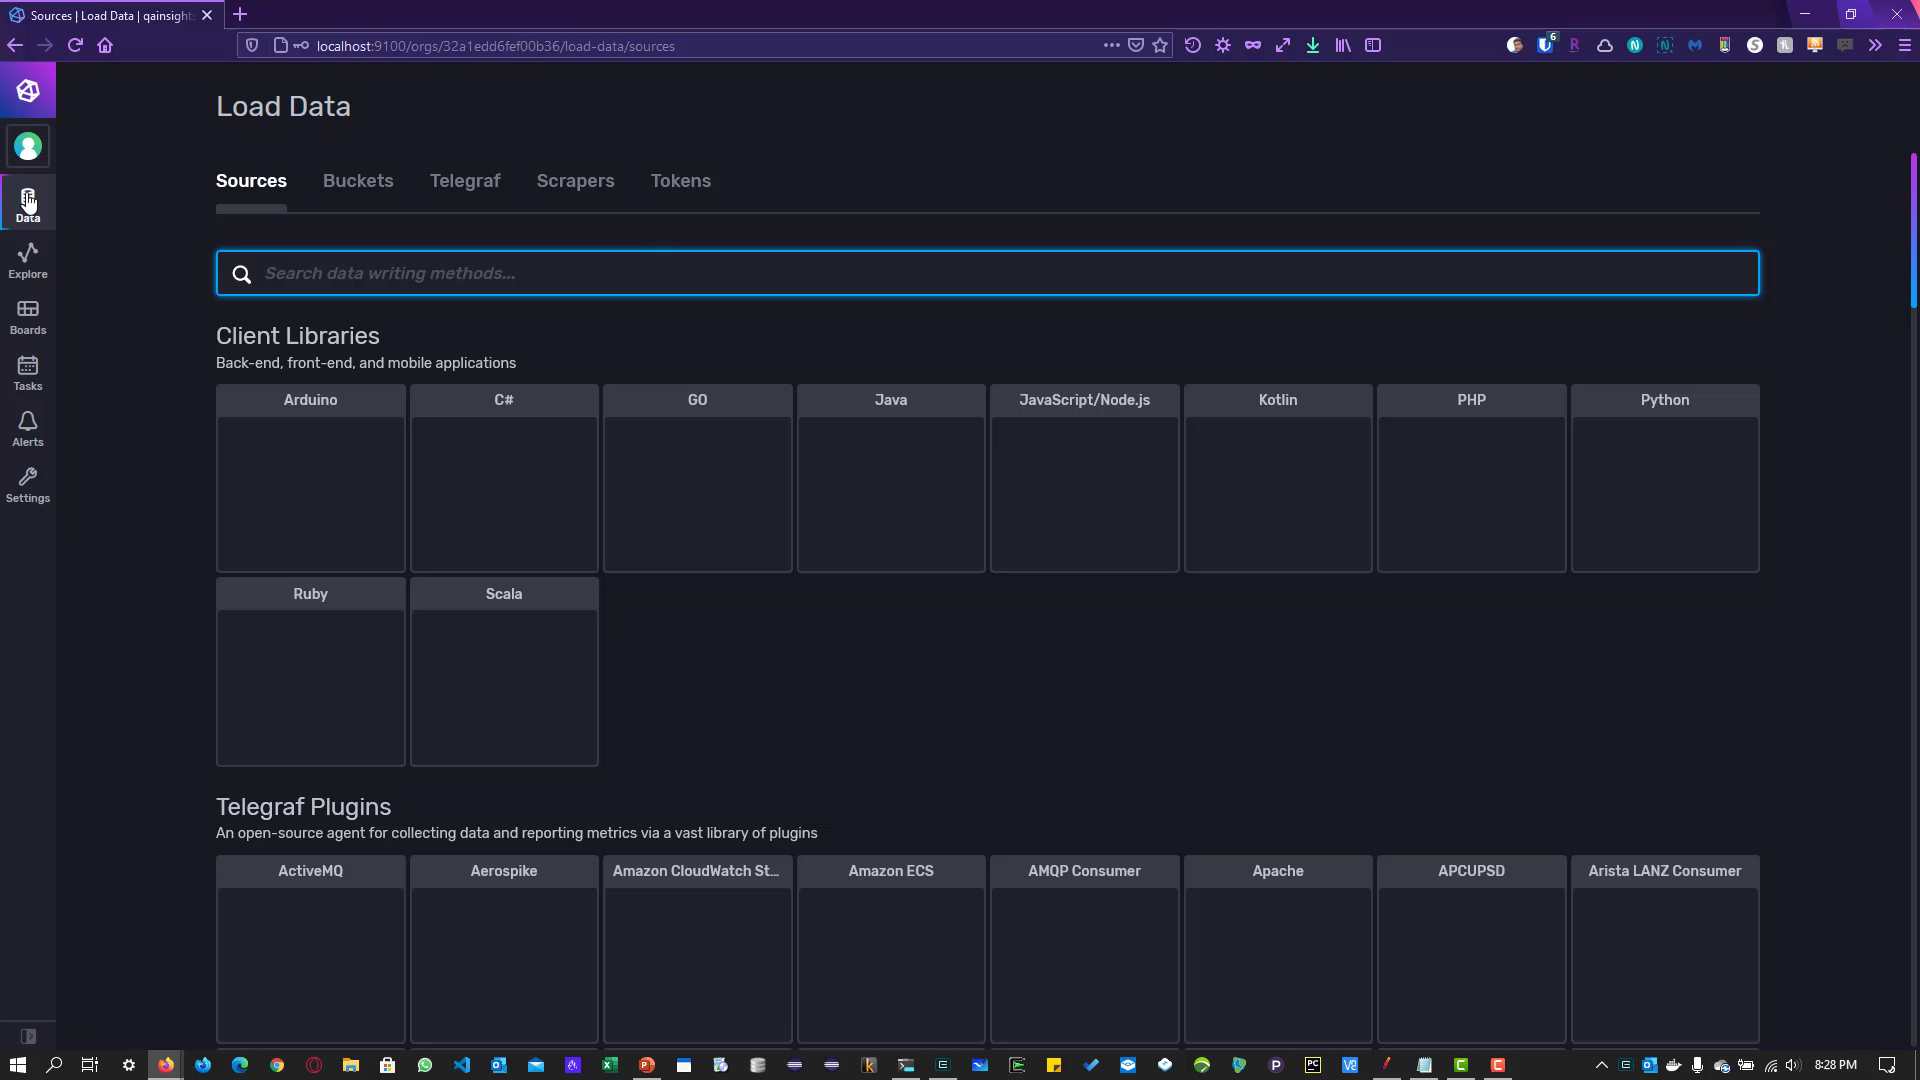 Sources | Load Data | qainsight
localhost:9100/orgs/32a1edd6fef00b36/load-data/sources
6
Load Data
Sources Buckets Telegraf Scrapers Tokens
Data
Explore
Boards
Tasks
Alerts
Settings
Search data writing methods...
Client Libraries
Back-end, front-end, and mobile applications
Arduino C# GO Java JavaScript/Node.js Kotlin PHP Python
Ruby Scala
Telegraf Plugins
An open-source agent for collecting data and reporting metrics via a vast library of plugins
ActiveMQ Aerospike Amazon CloudWatch St... Amazon ECS AMQP Consumer Apache APCUPSD Arista LANZ Consumer
8:28 PM